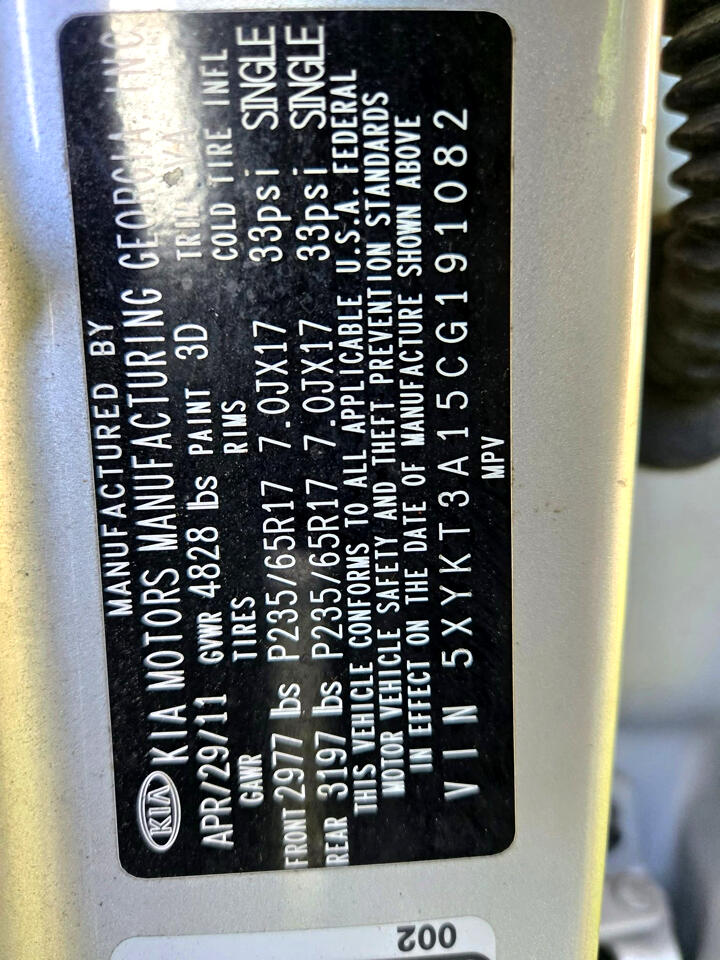 MANUFACTURED BY
KIA KIA MOTORS MANUFACTURING GEORGIA, INC
APR/29/11 GVWR 4828 lbs PAINT 3D TRIM VA
GAWR TIRES RIMS COLD TIRE INFL
FRONT 2977 lbs P235/65R17 7.0JX17 33psi SINGLE
REAR 3197 lbs P235/65R17 7.0JX17 33psi SINGLE
THIS VEHICLE CONFORMS TO ALL APPLICABLE U.S.A. FEDERAL
MOTOR VEHICLE SAFETY AND THEFT PREVENTION STANDARDS
IN EFFECT ON THE DATE OF MANUFACTURE SHOWN ABOVE
VIN 5XYKT3A15CG191082
MPV
002